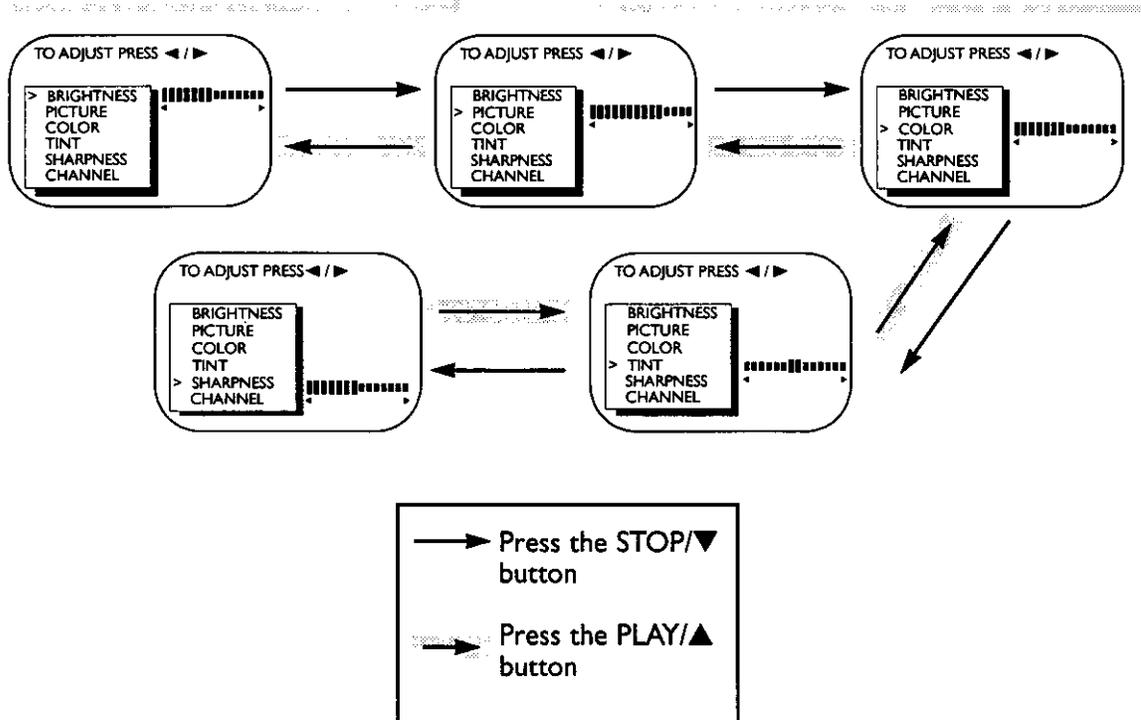 TO ADJUST PRESS ◀ / ▶
> BRIGHTNESS
PICTURE
COLOR
TINT
SHARPNESS
CHANNEL
TO ADJUST PRESS ◀ / ▶
BRIGHTNESS
> PICTURE
COLOR
TINT
SHARPNESS
CHANNEL
TO ADJUST PRESS ◀ / ▶
BRIGHTNESS
PICTURE
> COLOR
TINT
SHARPNESS
CHANNEL
TO ADJUST PRESS ◀ / ▶
BRIGHTNESS
PICTURE
COLOR
TINT
> SHARPNESS
CHANNEL
TO ADJUST PRESS ◀ / ▶
BRIGHTNESS
PICTURE
COLOR
> TINT
SHARPNESS
CHANNEL
Press the STOP/▼
button
Press the PLAY/▲
button